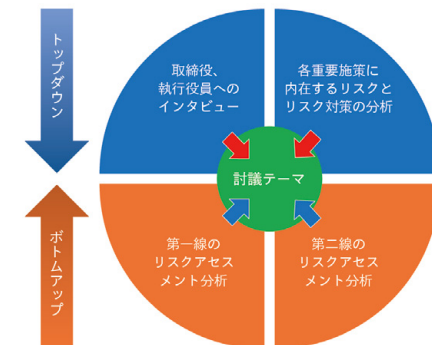 トップダウン
取締役、
執行役員への
インタビュー
各重要施策に
内在するリスクと
リスク対策の分析
討議テーマ
ボトムアップ
第一線の
リスクアセス
メント分析
第二線の
リスクアセス
メント分析